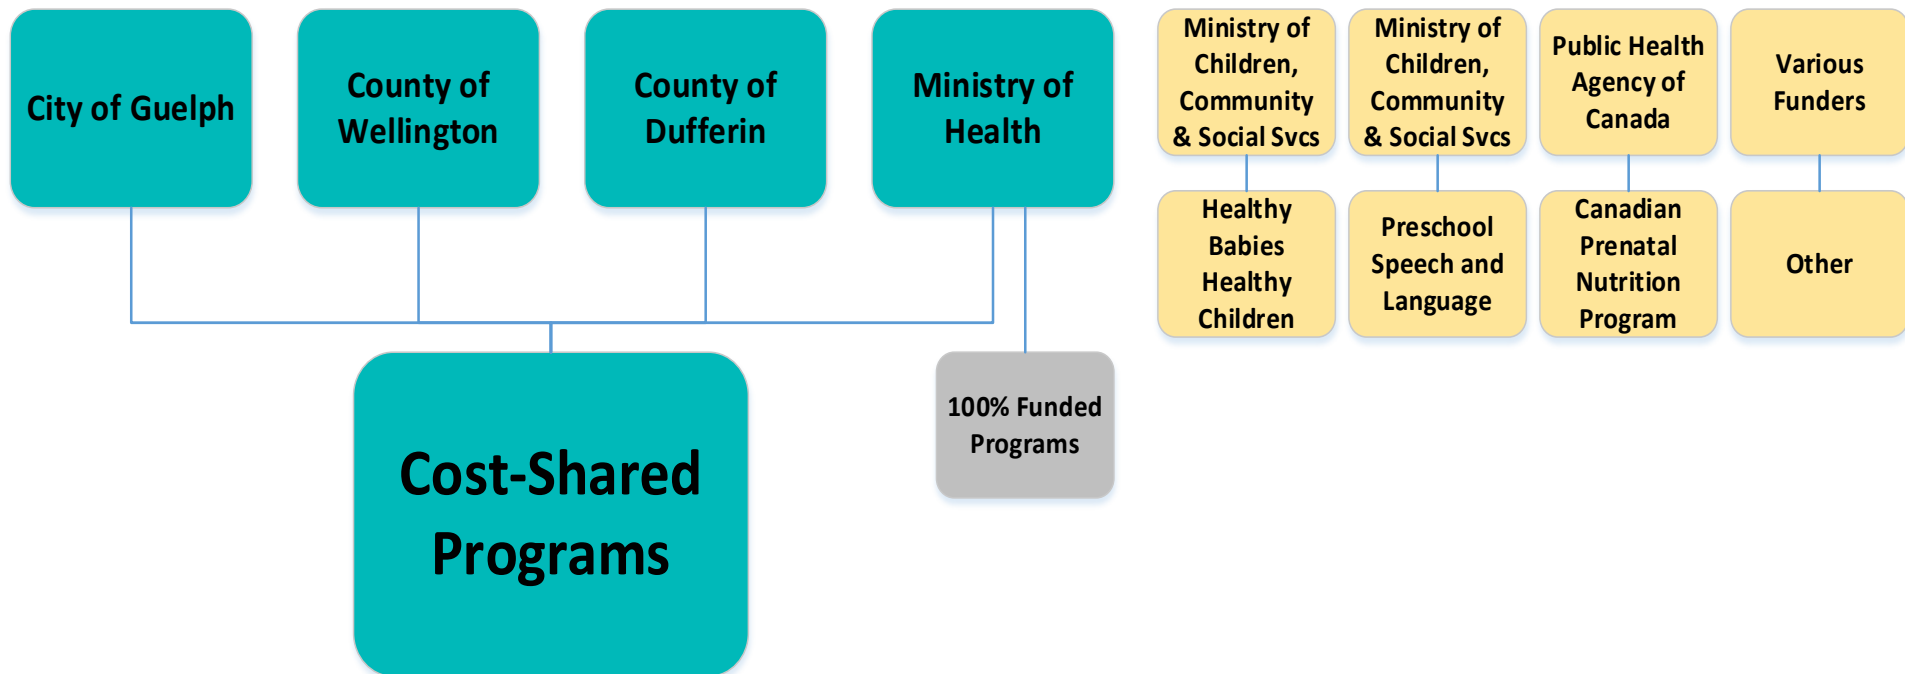 City of Guelph
County of
Wellington
County of
Dufferin
Ministry of
Health
Ministry of
Children,
Community
& Social Svcs
Ministry of
Children,
Community
& Social Svcs
Public Health
Agency of
Canada
Various
Funders
Healthy
Babies
Healthy
Children
Preschool
Speech and
Language
Canadian
Prenatal
Nutrition
Program
Other
Cost-Shared
Programs
100% Funded
Programs